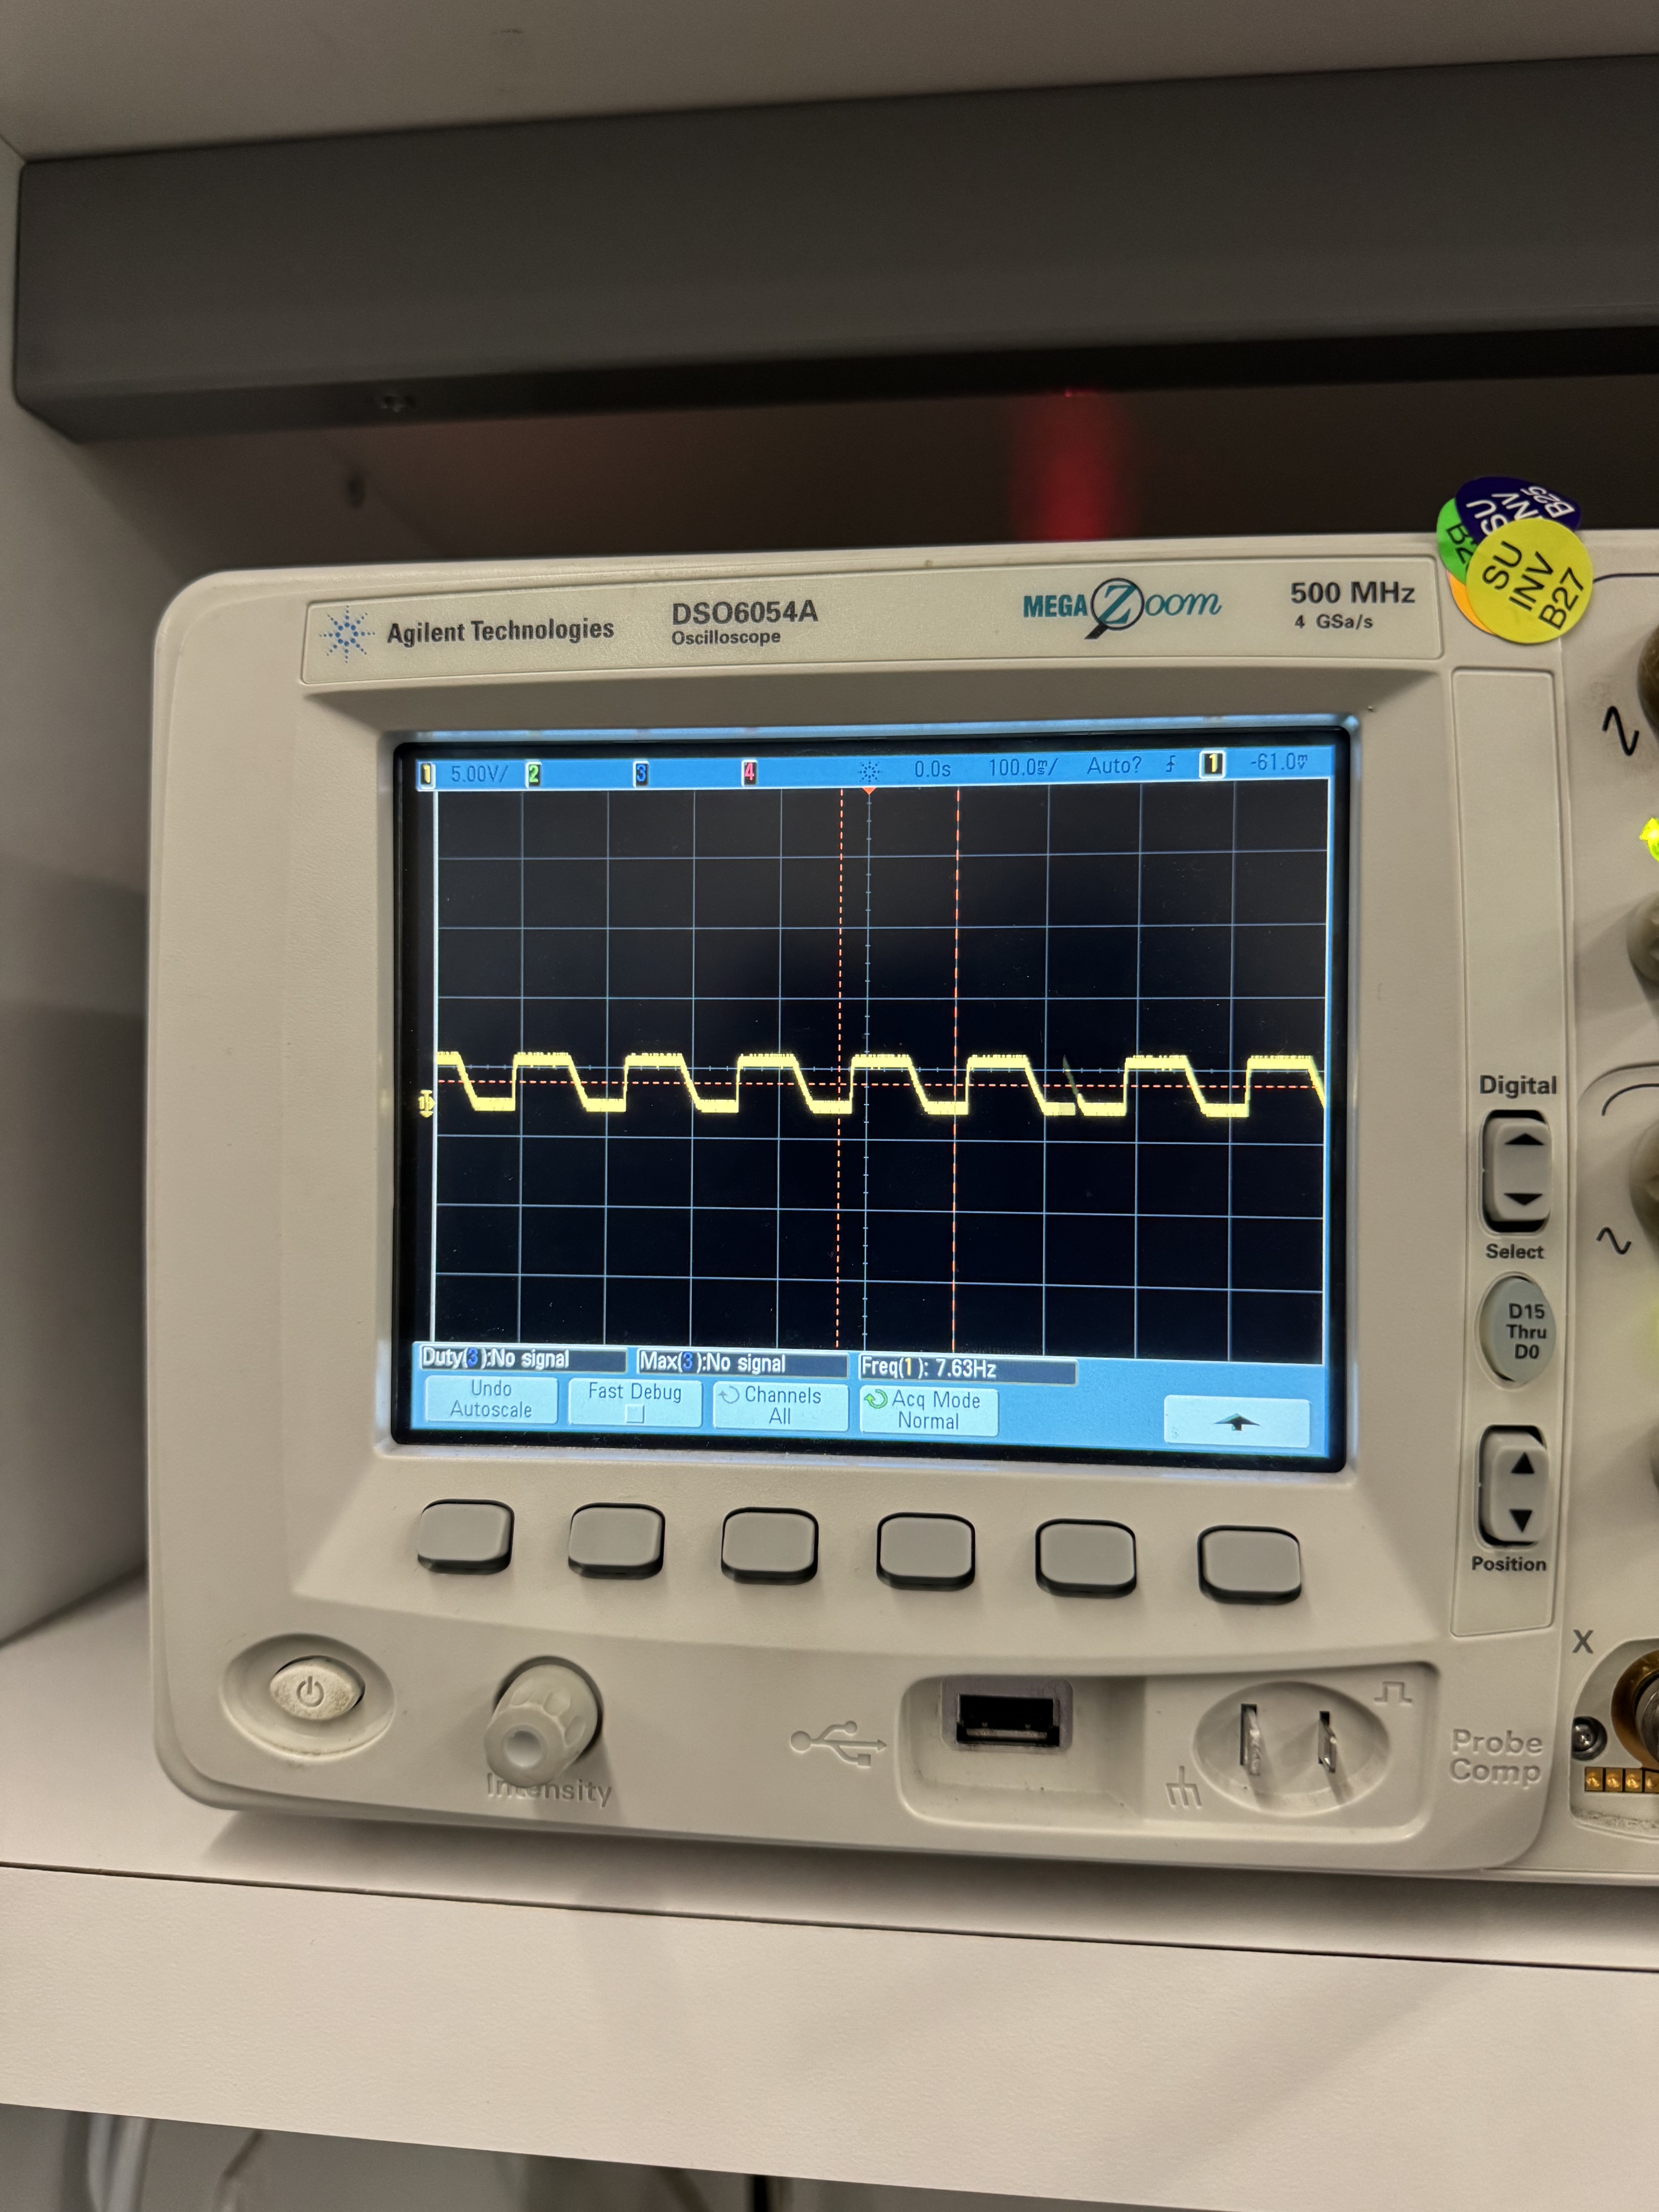 Agilent Technologies
DSO6054A
Oscilloscope
MEGA Zoom
500 MHz
4 GSa/s
SU
INV
B25
SU
INV
B27
1 5.00V/ 2 3 4 0.0s 100.0ms/ Auto? 1 -61.0mV
Duty(3):No signal Max(3):No signal Freq(1): 7.63Hz
Undo
Autoscale
Fast Debug
Channels
All
Acq Mode
Normal
Digital
Select
D15
Thru
D0
Position
Intensity
Probe
Comp
X